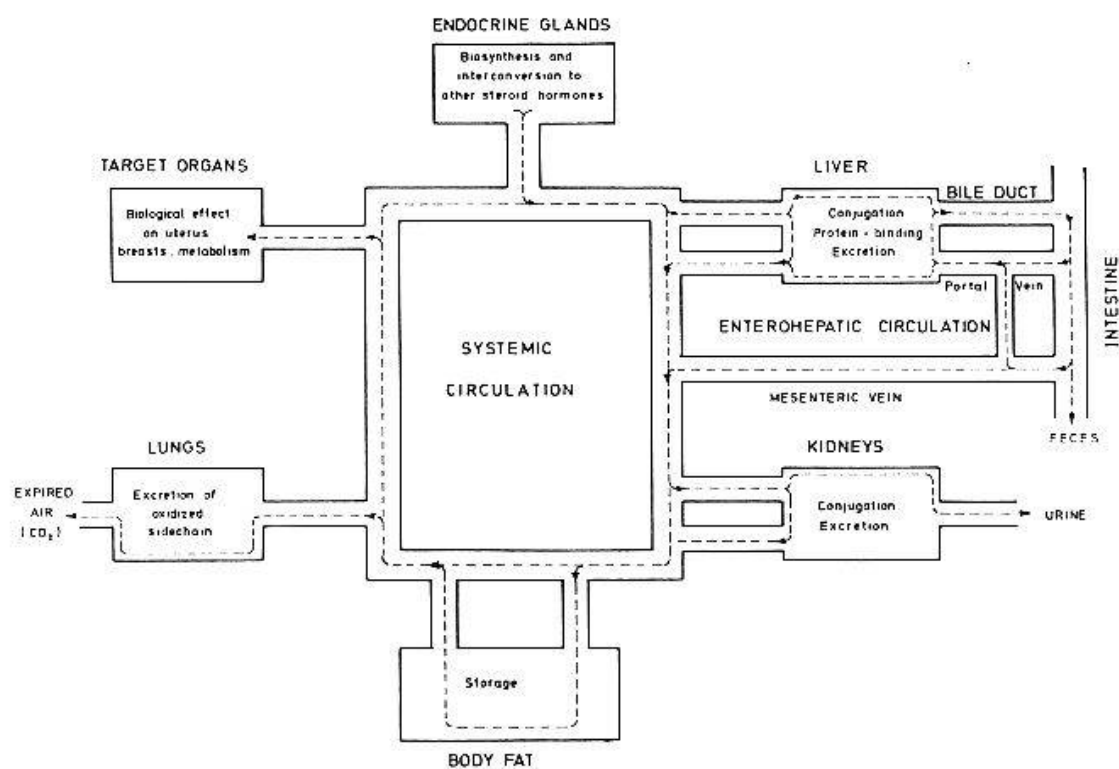 ENDOCRINE GLANDS
Biosynthesis and
interconversion to
other steroid hormones
TARGET ORGANS
Biological effect
on uterus
breasts, metabolism
LIVER
BILE DUCT
Conjugation
Protein - binding
Excretion
Portal Vein
INTESTINE
ENTEROHEPATIC CIRCULATION
SYSTEMIC
CIRCULATION
MESENTERIC VEIN
FECES
LUNGS
KIDNEYS
EXPIRED
AIR
(CO₂)
Excretion of
oxidized
sidechain
Conjugation
Excretion
URINE
Storage
BODY FAT